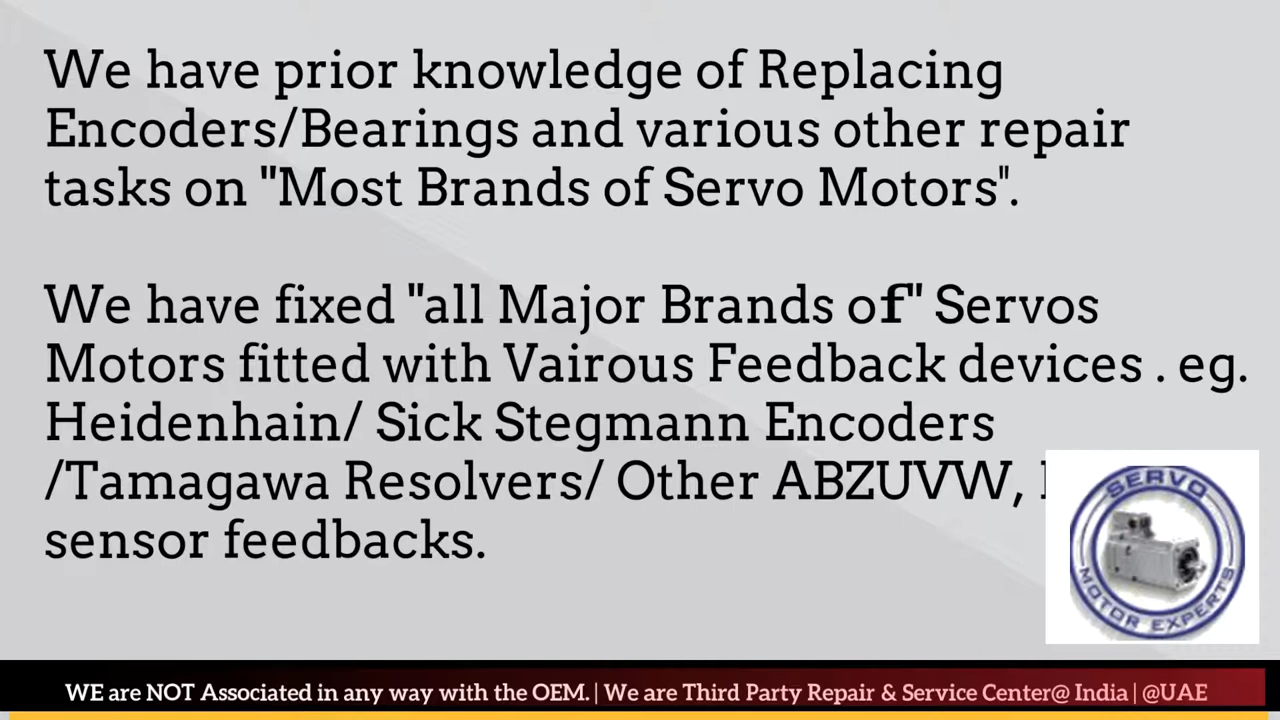 We have prior knowledge of Replacing
Encoders/Bearings and various other repair
tasks on "Most Brands of Servo Motors".
We have fixed "all Major Brands of" Servos
Motors fitted with Vairous Feedback devices . eg.
Heidenhain/ Sick Stegmann Encoders
/Tamagawa Resolvers/ Other ABZUVW,
sensor feedbacks.
SERVO
MOTOR EXPERTS
WE are NOT Associated in any way with the OEM. | We are Third Party Repair & Service Center@ India | @UAE